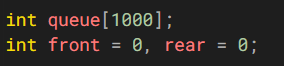 int queue[1000];
int front = 0, rear = 0;